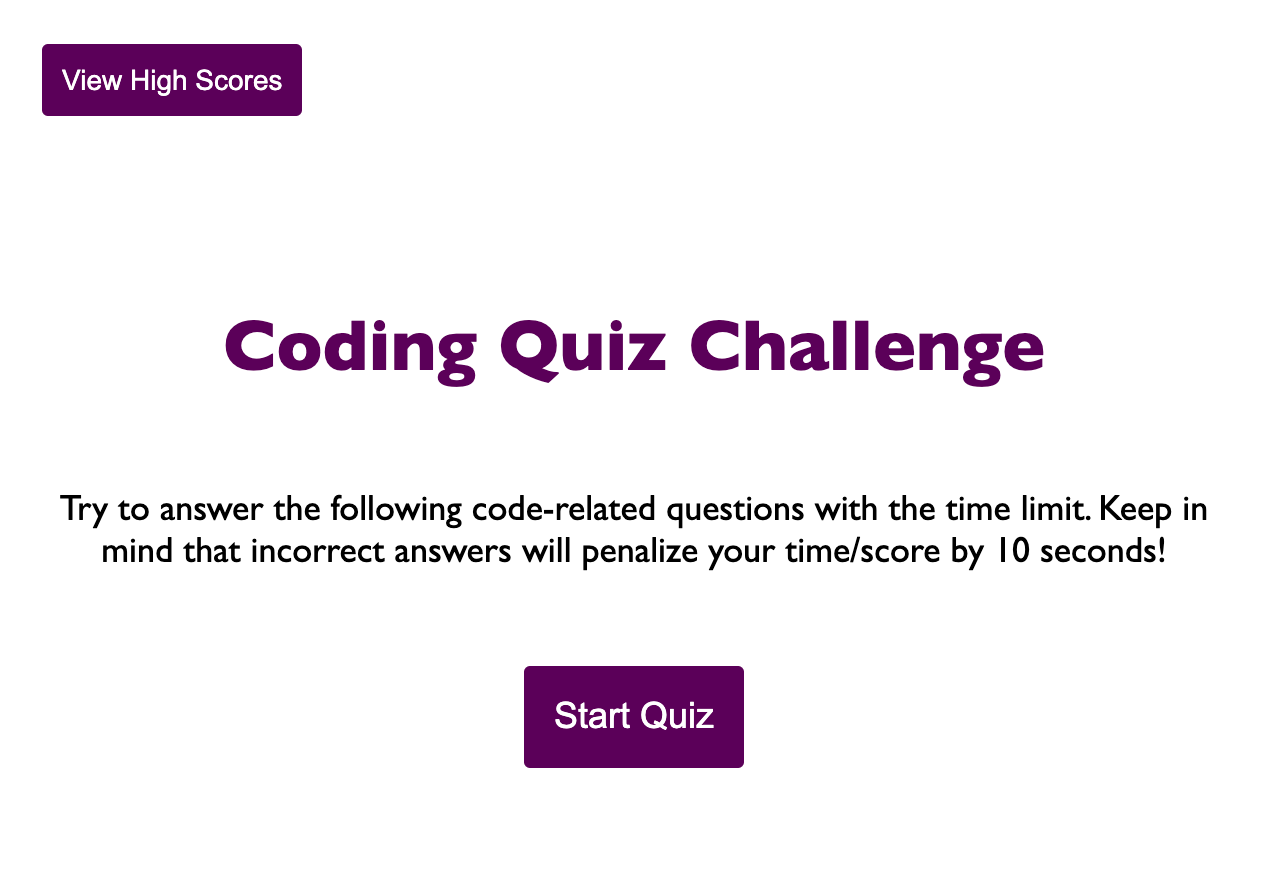 View High Scores
Coding Quiz Challenge
Try to answer the following code-related questions with the time limit. Keep in
mind that incorrect answers will penalize your time/score by 10 seconds!
Start Quiz